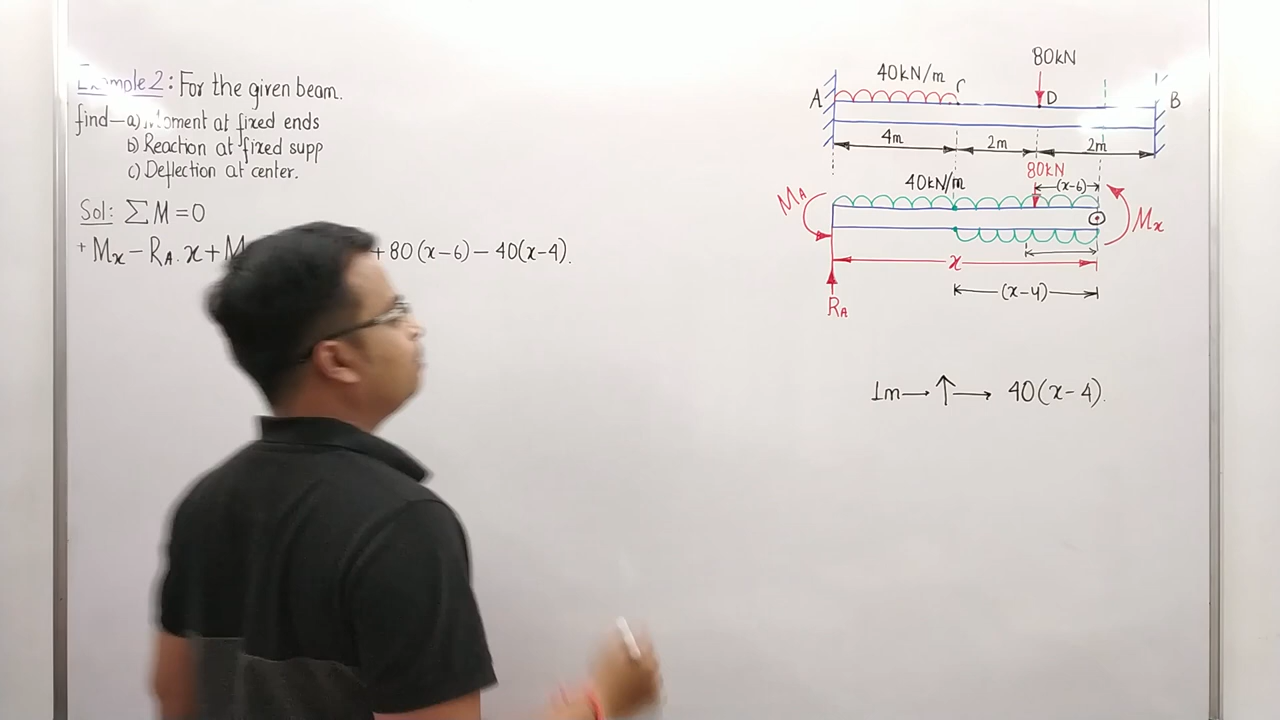 Example 2: For the given beam.
find—a) Moment at fixed ends
b) Reaction at fixed supp
c) Deflection at center.
Sol: ΣM = 0
+ Mx − RA. x + M + 80(x−6) − 40(x−4).
80kN
40kN/m
A C D B
4m 2m 2m
80kN
40kN/m (x−6)
MA Mx
x
(x−4)
RA
1m → ↑ → 40(x−4).